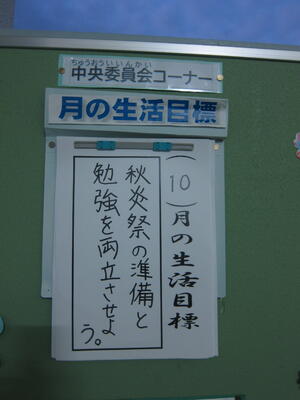 ちゅうおういいんかい
中央委員会コーナー
月の生活目標
(10)月の生活目標
秋炎祭の準備と
勉強を両立させよ
う。